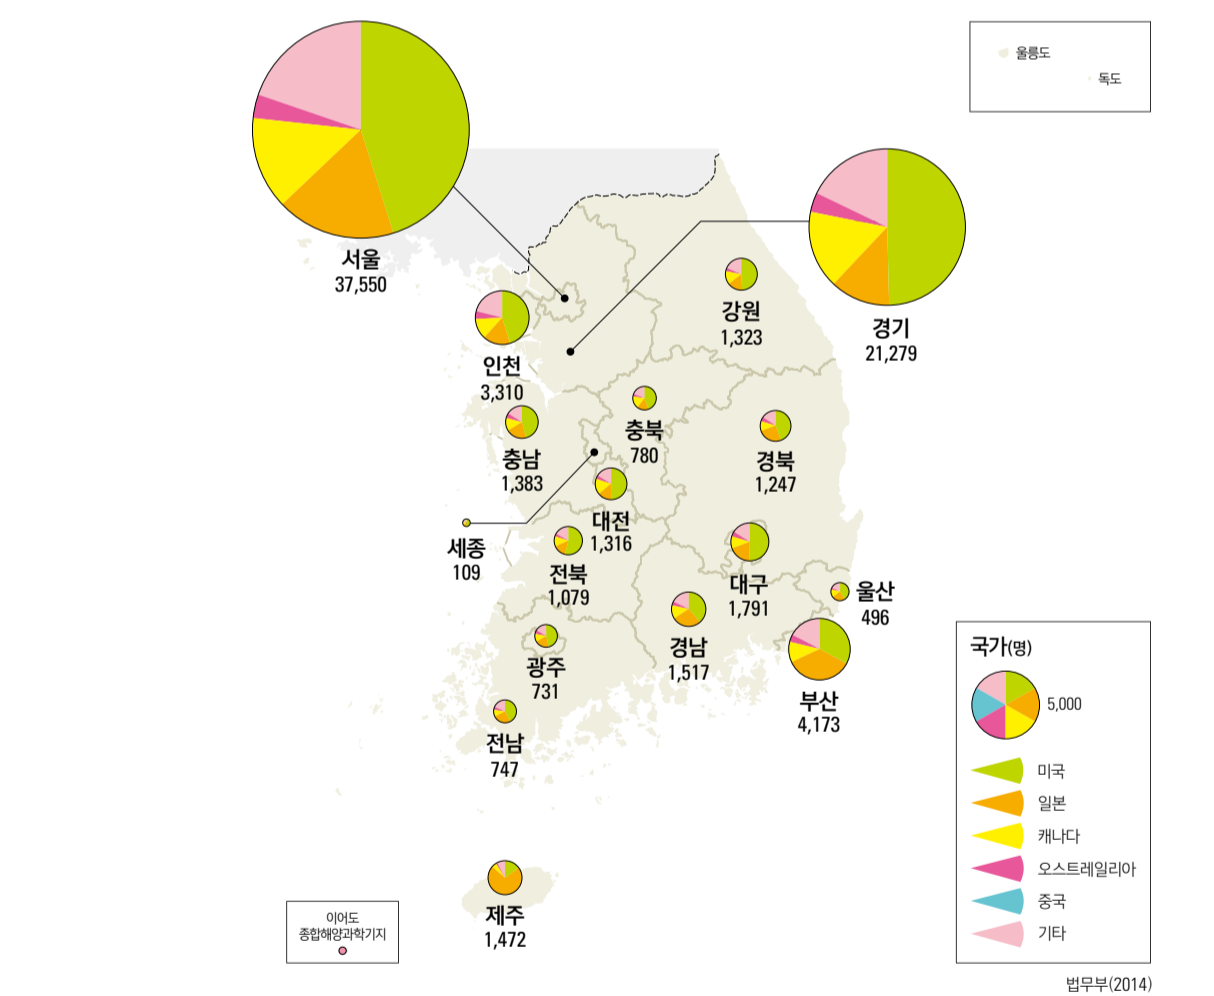 울릉도
독도
서울
37,550
경기
21,279
강원
1,323
인천
3,310
충북
780
충남
1,383
경북
1,247
대전
1,316
세종
109
전북
1,079
대구
1,791
울산
496
경남
1,517
광주
731
부산
4,173
전남
747
제주
1,472
이어도
종합해양과학기지
국가(명)
5,000
미국
일본
캐나다
오스트레일리아
중국
기타
법무부(2014)